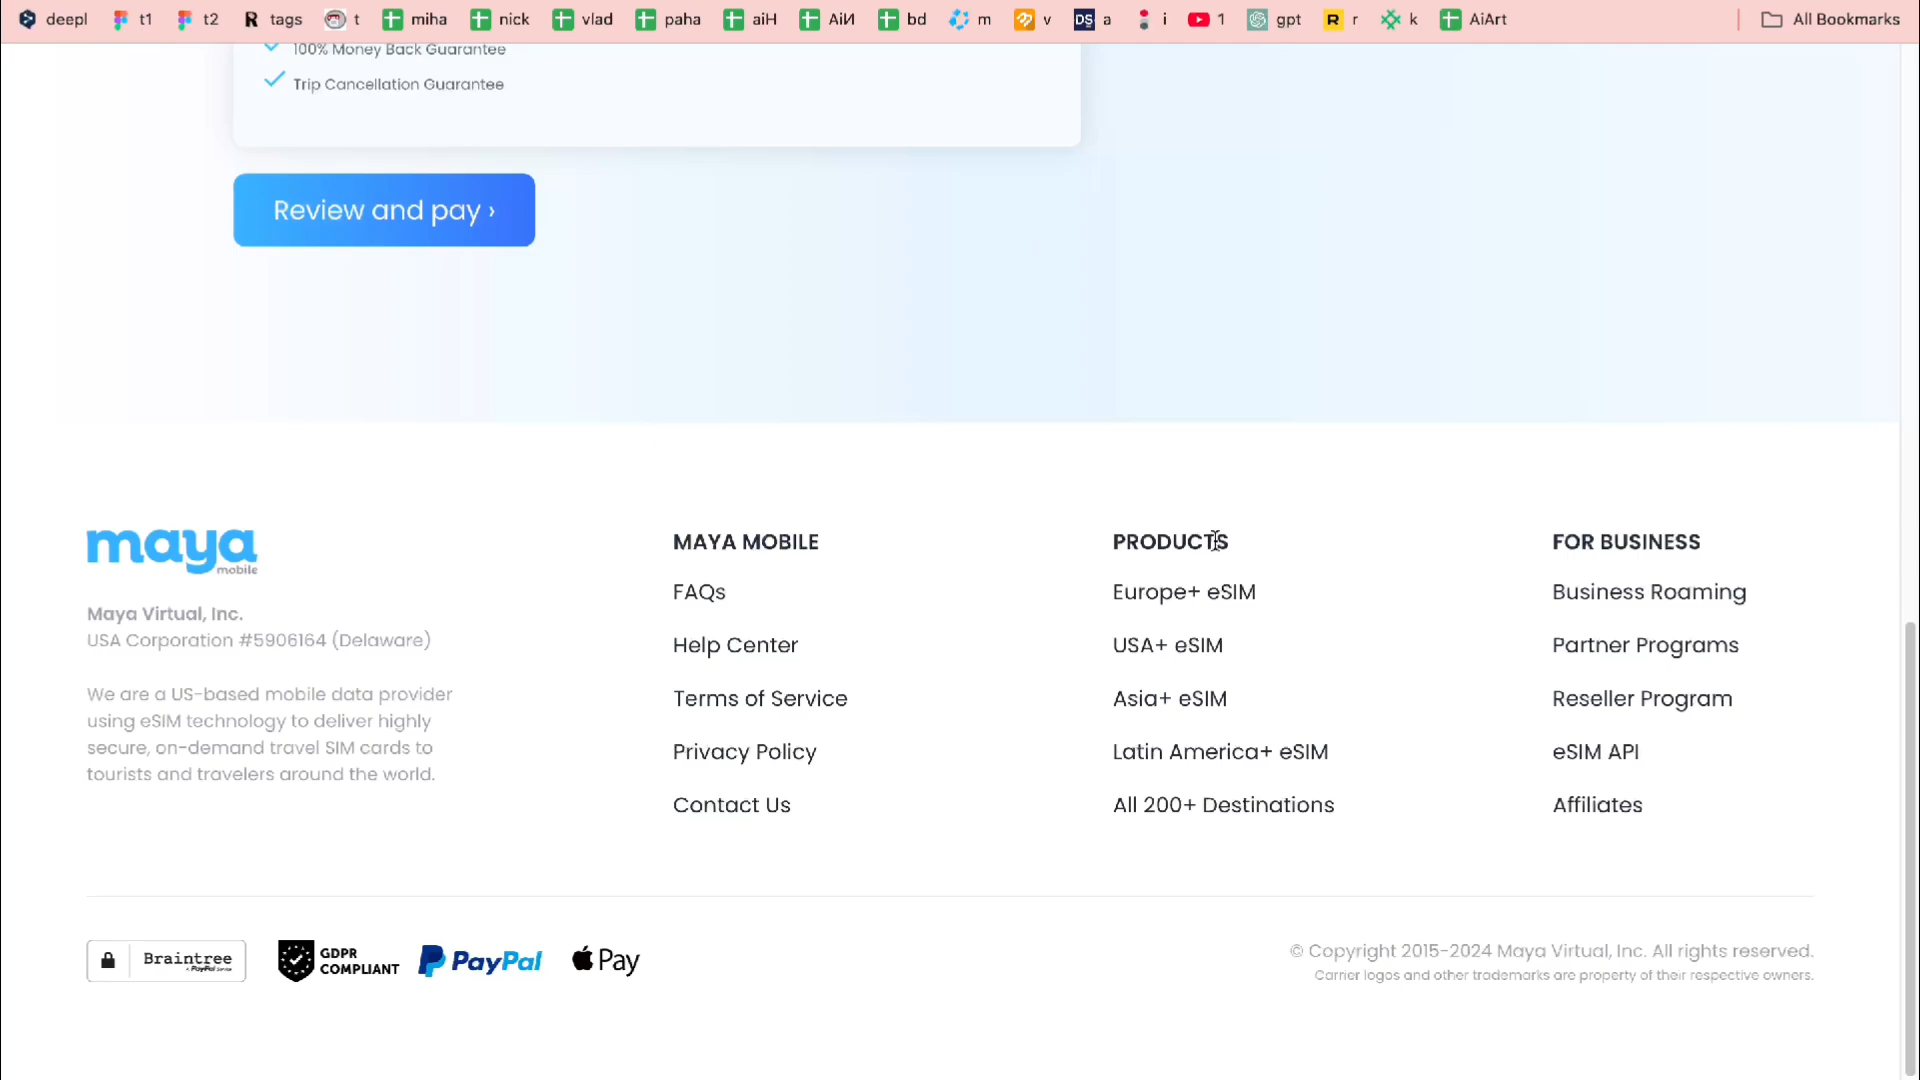 deepl t1 t2 R tags t miha nick vlad paha aiH AiИ bd m v DS a i 1 gpt R r k AiArt All Bookmarks
100% Money Back Guarantee
Trip Cancellation Guarantee
Review and pay ›
maya
mobile
Maya Virtual, Inc.
USA Corporation #5906164 (Delaware)
We are a US-based mobile data provider
using eSIM technology to deliver highly
secure, on-demand travel SIM cards to
tourists and travelers around the world.
MAYA MOBILE
FAQs
Help Center
Terms of Service
Privacy Policy
Contact Us
PRODUCTS
Europe+ eSIM
USA+ eSIM
Asia+ eSIM
Latin America+ eSIM
All 200+ Destinations
FOR BUSINESS
Business Roaming
Partner Programs
Reseller Program
eSIM API
Affiliates
Braintree
A PayPal Service
GDPR
COMPLIANT
PayPal
Pay
© Copyright 2015-2024 Maya Virtual, Inc. All rights reserved.
Carrier logos and other trademarks are property of their respective owners.